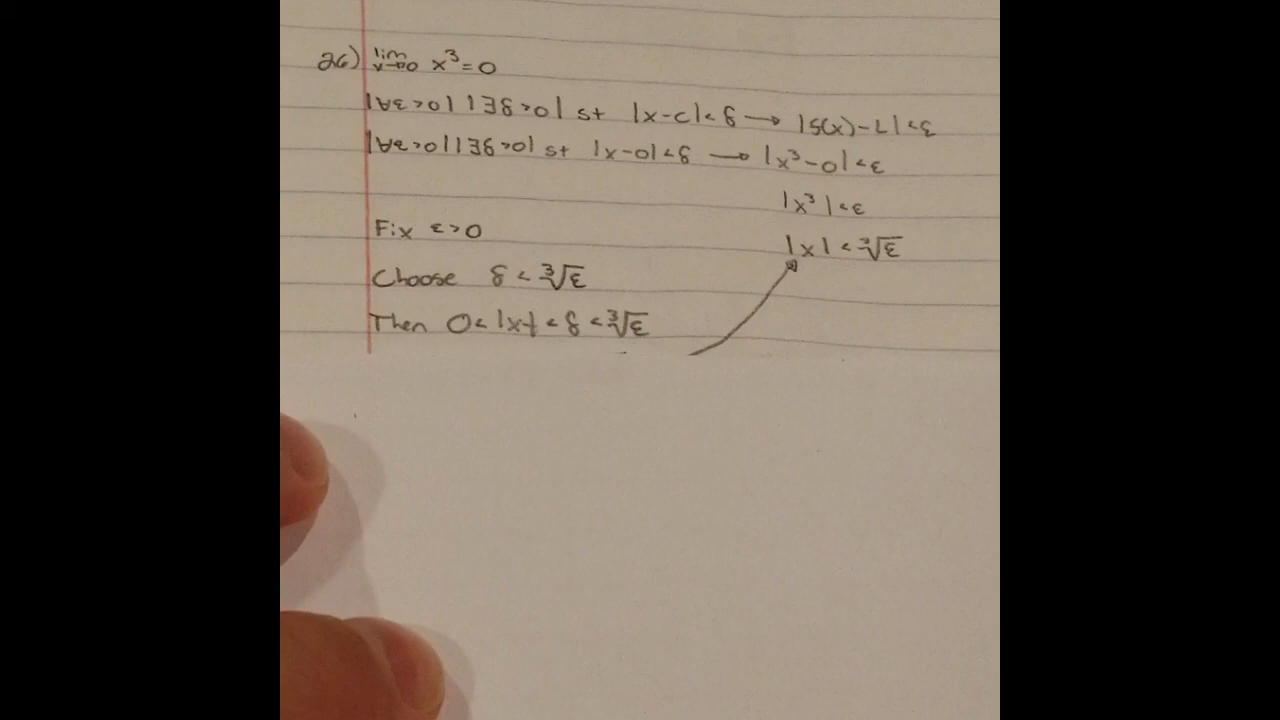 26) lim x→0 x³=0
|∀ε>0| |∃δ>0| st |x-c|<δ → |f(x)-L|<ε
|∀ε>0| |∃δ>0| st |x-0|<δ → |x³-0|<ε
|x³|<ε
Fix ε>0
|x| < ∛ε
Choose δ < ∛ε
Then 0<|x|<δ<∛ε